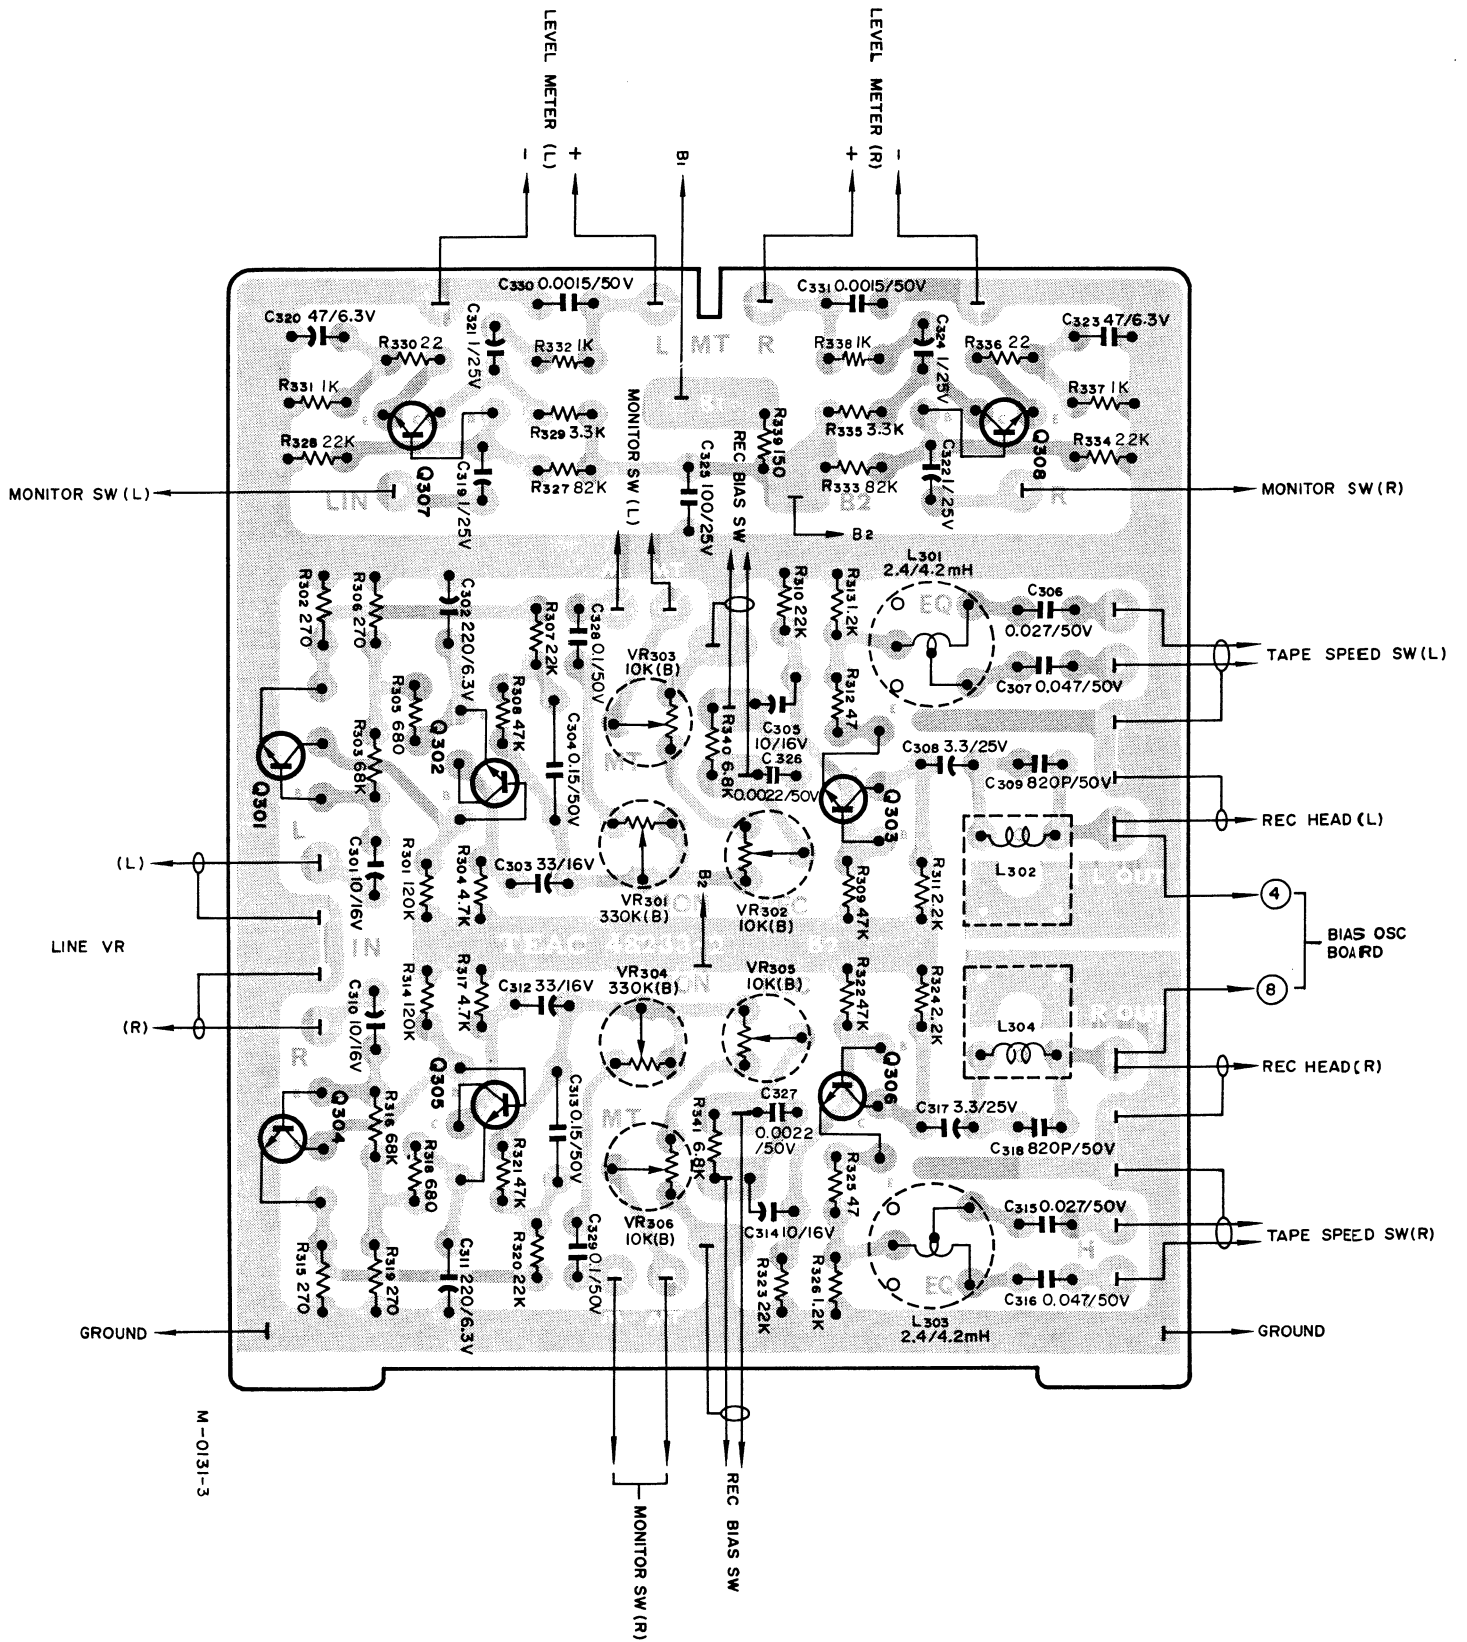 LEVEL METER (L)
- +
B1
LEVEL METER (R)
+ -
C330 0.0015/50V
C331 0.0015/50V
C320 47/6.3V
C321 1/25V
C324 1/25V
C323 47/6.3V
R330 22
R332 1K
L MT R
R338 1K
R336 22
R331 1K
R329 3.3K
B1
R339 150
R335 3.3K
R337 1K
R328 22K
Q307
C319 1/25V
R327 82K
MONITOR SW(L)
C325 100/25V
REC BIAS SW
R333 82K
C322 1/25V
Q308
R334 22K
MONITOR SW(L)
LIN
B2
R
MONITOR SW(R)
B2
L301
2.4/4.2mH
R302 270
R306 270
C302 220/6.3V
R307 22K
C328 0.1/50V
R310 22K
R313 1.2K
EQ
C306
0.027/50V
TAPE SPEED SW(L)
VR303
10K(B)
C307 0.047/50V
R305 680
Q302
R308 47K
C304 0.15/50V
R340 6.8K
C305
10/16V
R312 47
R303 68K
Q301
MT
C326
0.0022/50V
Q303
C308 3.3/25V
C309 820P/50V
REC HEAD(L)
L
(L)
C301 10/16V
R301 120K
R304 4.7K
C303 33/16V
VR301
330K(B)
B2
VR302
10K(B)
R309 47K
R311 2.2K
L302
L OUT
4
LINE VR
IN
TEAC
BIAS OSC
BOARD
C310 10/16V
R314 120K
R317 4.7K
C312 33/16V
VR304
330K(B)
VR305
10K(B)
R322 47K
R324 2.2K
8
(R)
R
L304
R OUT
REC HEAD(R)
Q304
R316 68K
Q305
C313 0.15/50V
MT
R341 6.8K
C327
0.0022
/50V
Q306
C317 3.3/25V
C318 820P/50V
R318 680
R321 47K
VR306
10K(B)
C314 10/16V
R325 47
C315 0.027/50V
TAPE SPEED SW(R)
R315 270
R319 270
C311 220/6.3V
R320 22K
C329 0.1/50V
R323 22K
R326 1.2K
EQ
H
C316 0.047/50V
L303
2.4/4.2mH
GROUND
GROUND
M-0131-3
MONITOR SW(R)
REC BIAS SW